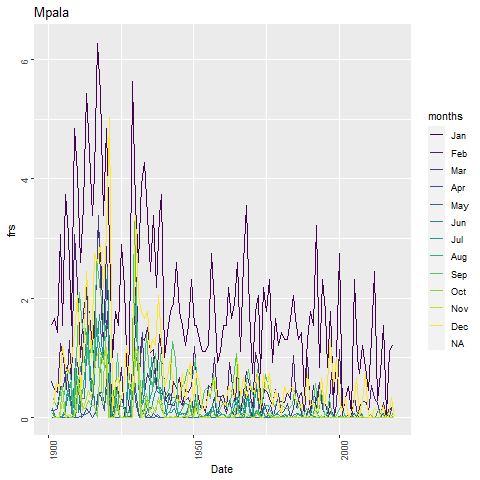 Mpala
frs
6
4
2
0
1900
1950
2000
Date
months
Jan
Feb
Mar
Apr
May
Jun
Jul
Aug
Sep
Oct
Nov
Dec
NA